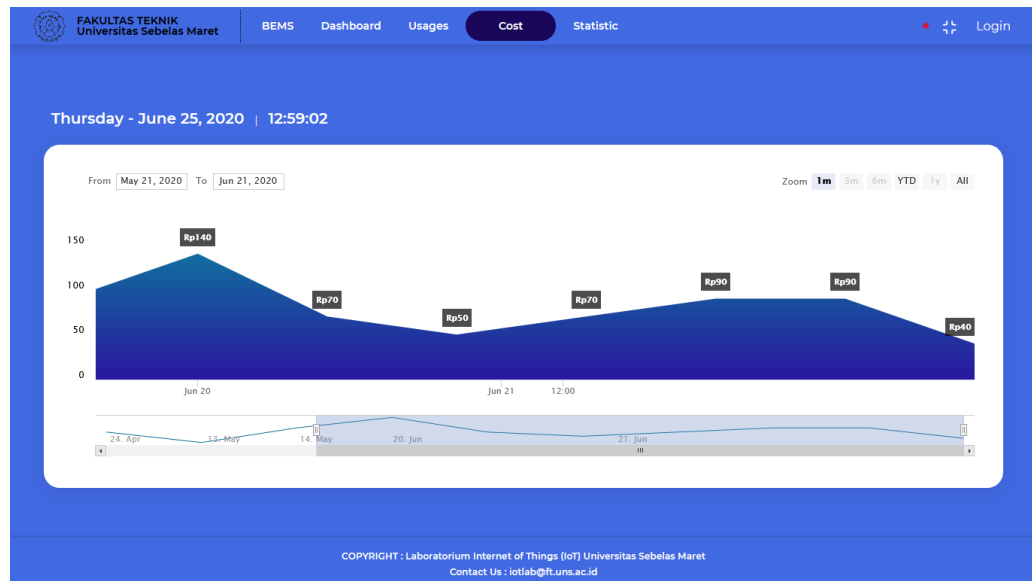 FAKULTAS TEKNIK
Universitas Sebelas Maret
BEMS Dashboard Usages Cost Statistic Login
Thursday - June 25, 2020 | 12:59:02
From May 21, 2020 To Jun 21, 2020 Zoom 1m 3m 6m YTD 1y All
150
100
50
0
Rp140
Rp70
Rp50
Rp70
Rp90
Rp90
Rp40
Jun 20 Jun 21 12:00
24. Apr 13. May 14. May 20. Jun 21. Jun
COPYRIGHT : Laboratorium Internet of Things (IoT) Universitas Sebelas Maret
Contact Us : iotlab@ft.uns.ac.id